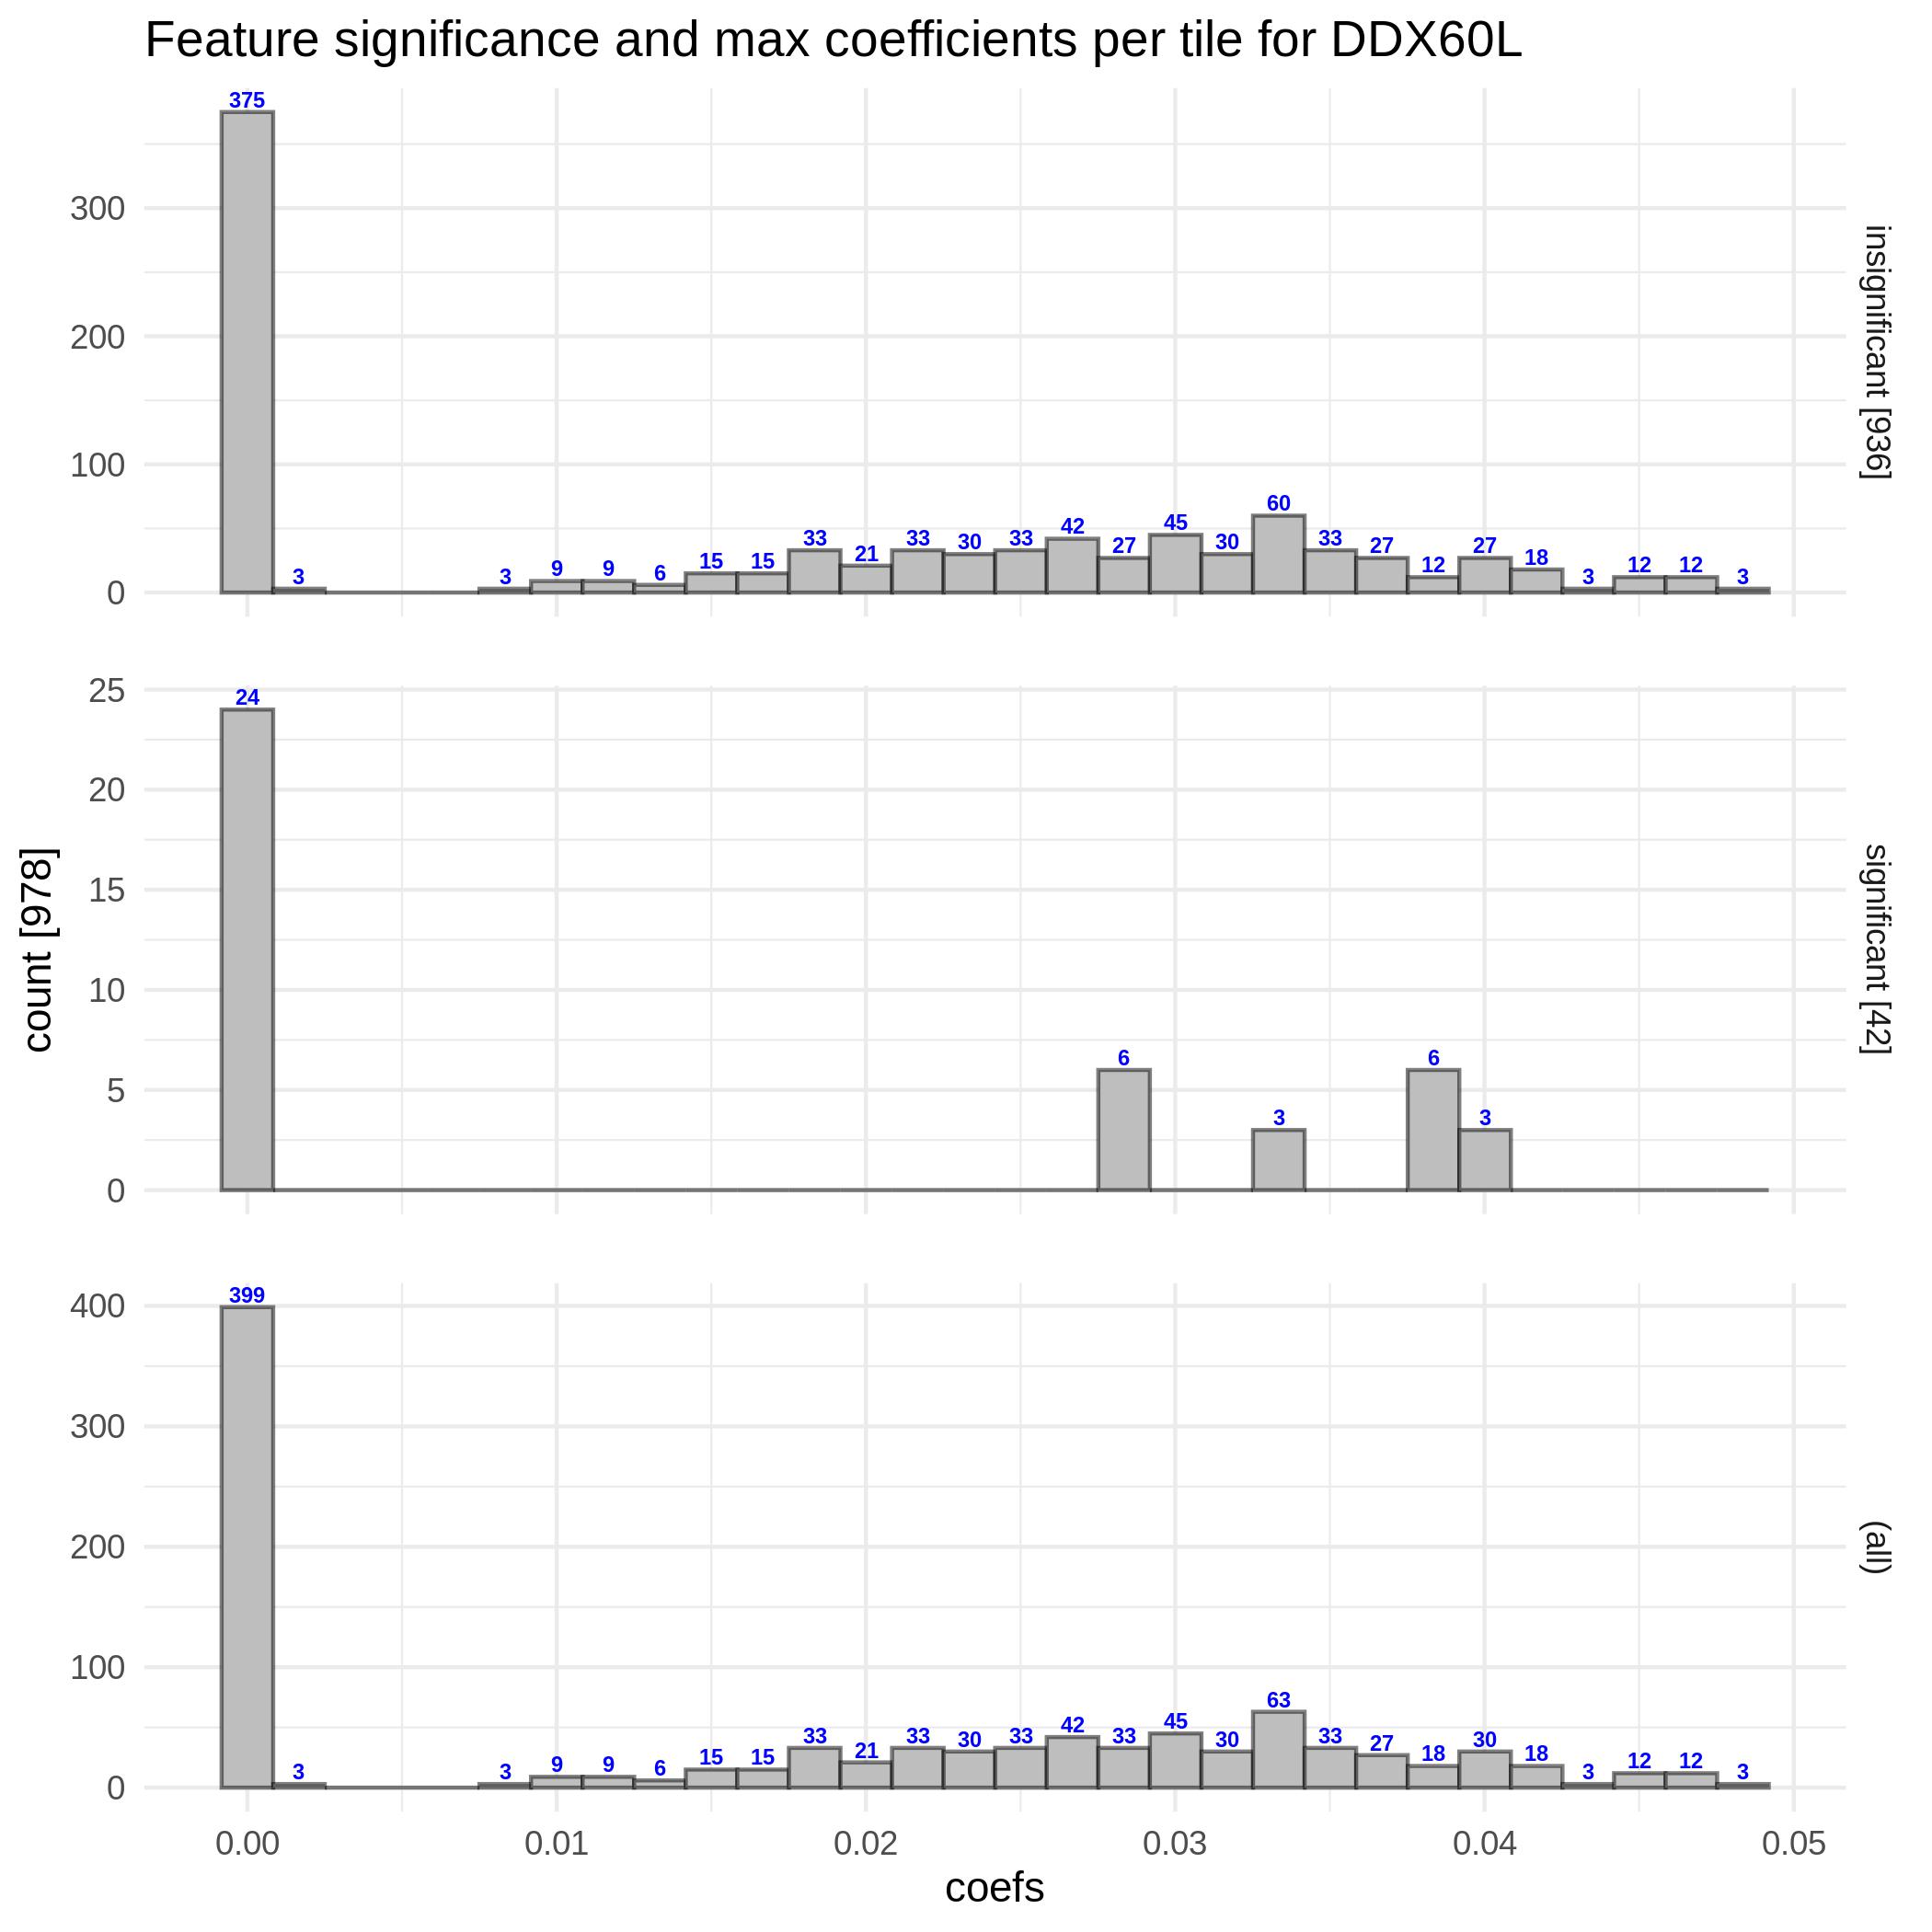 Feature significance and max coefficients per tile for DDX60L
375
300
200
100
0
3 3 9 9 6 15 15 33 21 33 30 33 42 27 45 30 60 33 27 12 27 18 3 12 12 3
insignificant [936]
count [978]
25
20
15
10
5
0
24 6 3 6 3
significant [42]
399
400
300
200
100
0
3 3 9 9 6 15 15 33 21 33 30 33 42 33 45 30 63 33 27 18 30 18 3 12 12 3
(all)
0.00 0.01 0.02 0.03 0.04 0.05
coefs